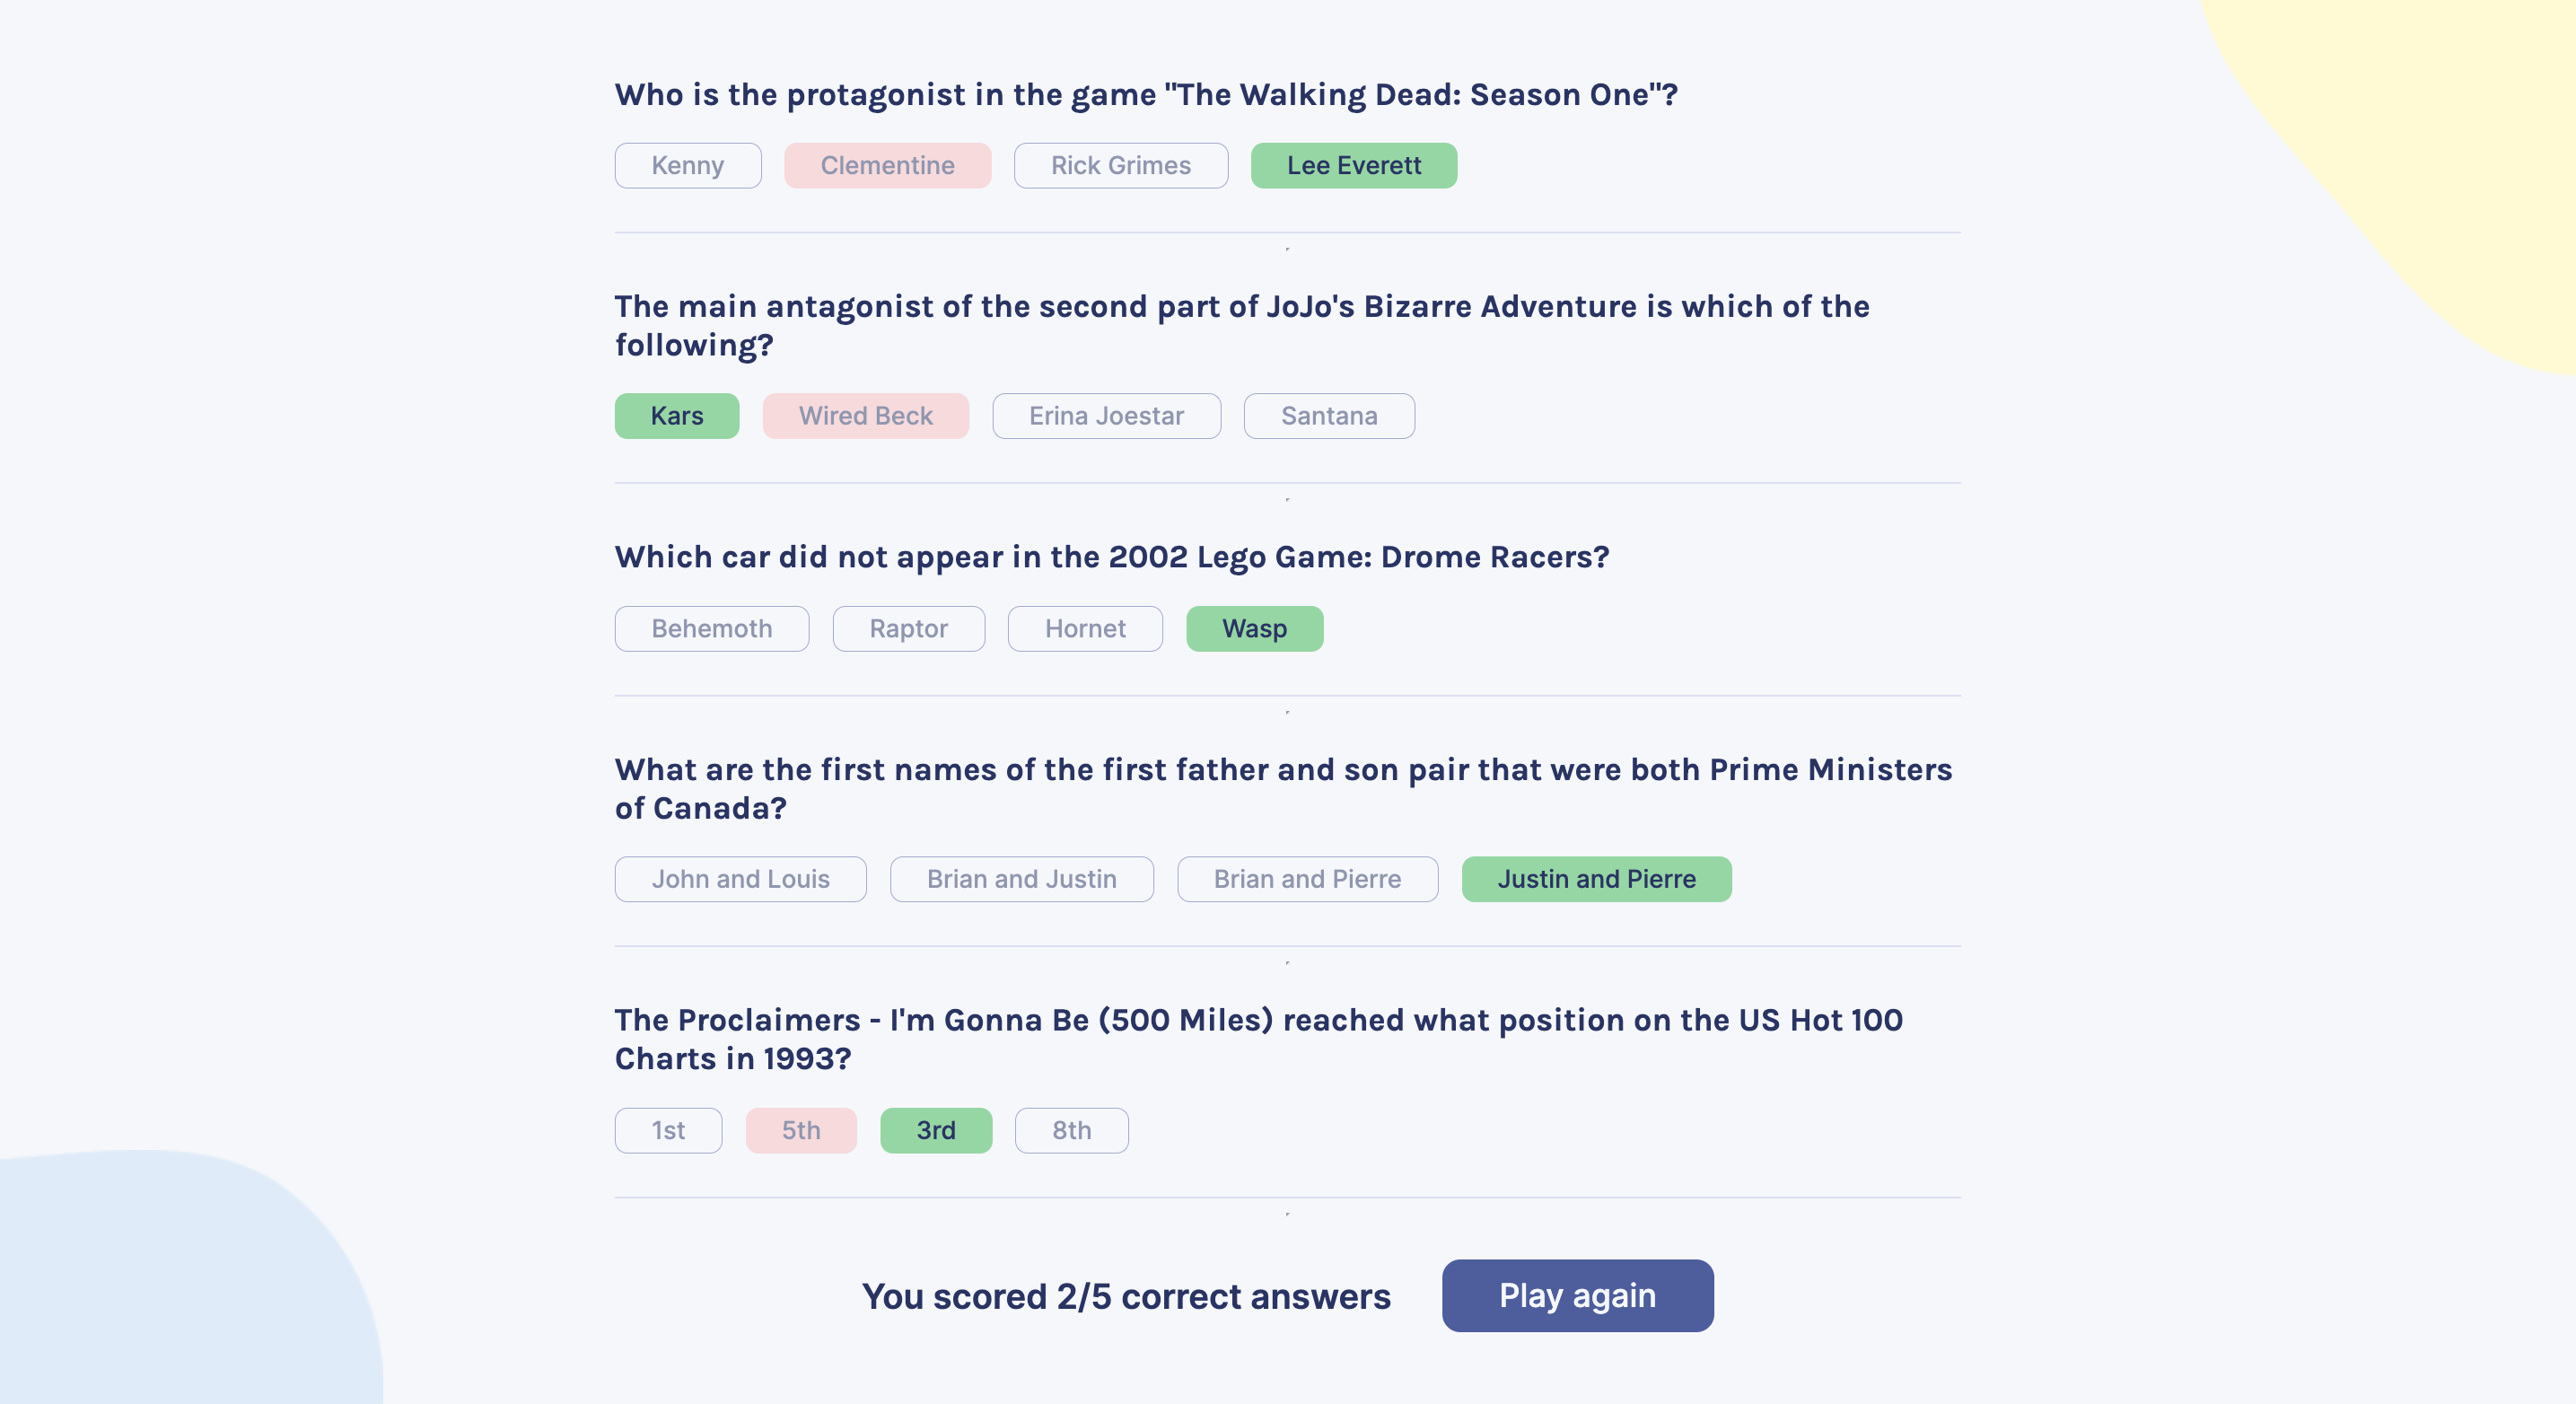 Who is the protagonist in the game "The Walking Dead: Season One"?
Kenny Clementine Rick Grimes Lee Everett
The main antagonist of the second part of JoJo's Bizarre Adventure is which of the
following?
Kars Wired Beck Erina Joestar Santana
Which car did not appear in the 2002 Lego Game: Drome Racers?
Behemoth Raptor Hornet Wasp
What are the first names of the first father and son pair that were both Prime Ministers
of Canada?
John and Louis Brian and Justin Brian and Pierre Justin and Pierre
The Proclaimers - I'm Gonna Be (500 Miles) reached what position on the US Hot 100
Charts in 1993?
1st 5th 3rd 8th
You scored 2/5 correct answers Play again